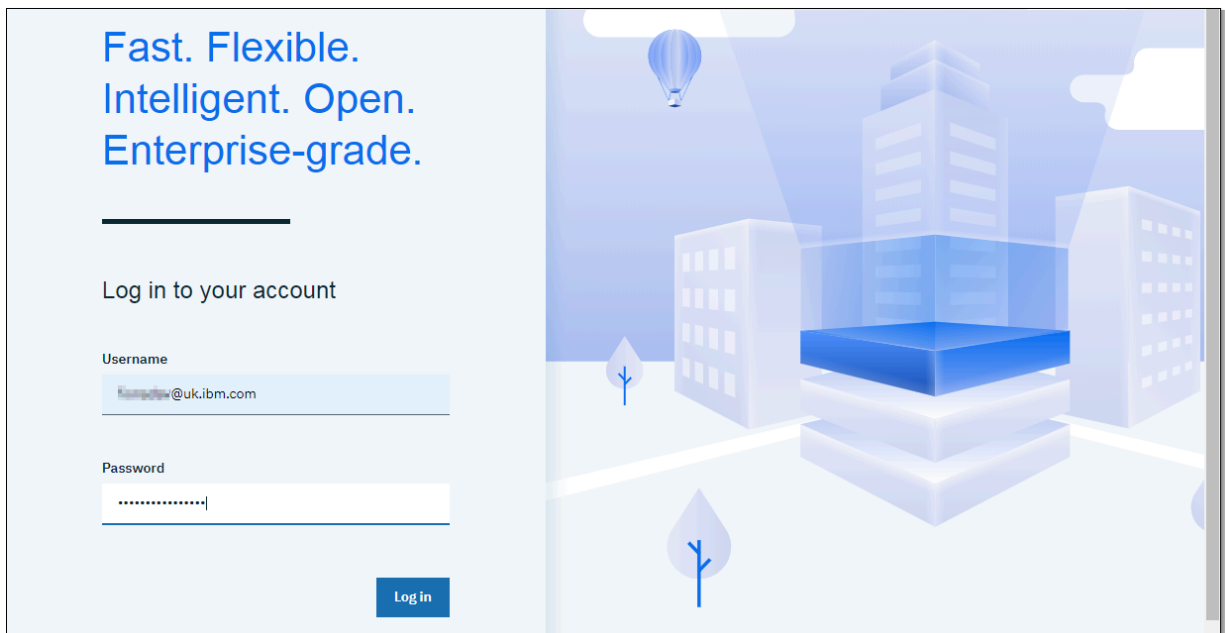 Fast. Flexible.
Intelligent. Open.
Enterprise-grade.
Log in to your account
Username
@uk.ibm.com
Password
••••••••••••••••
Log in